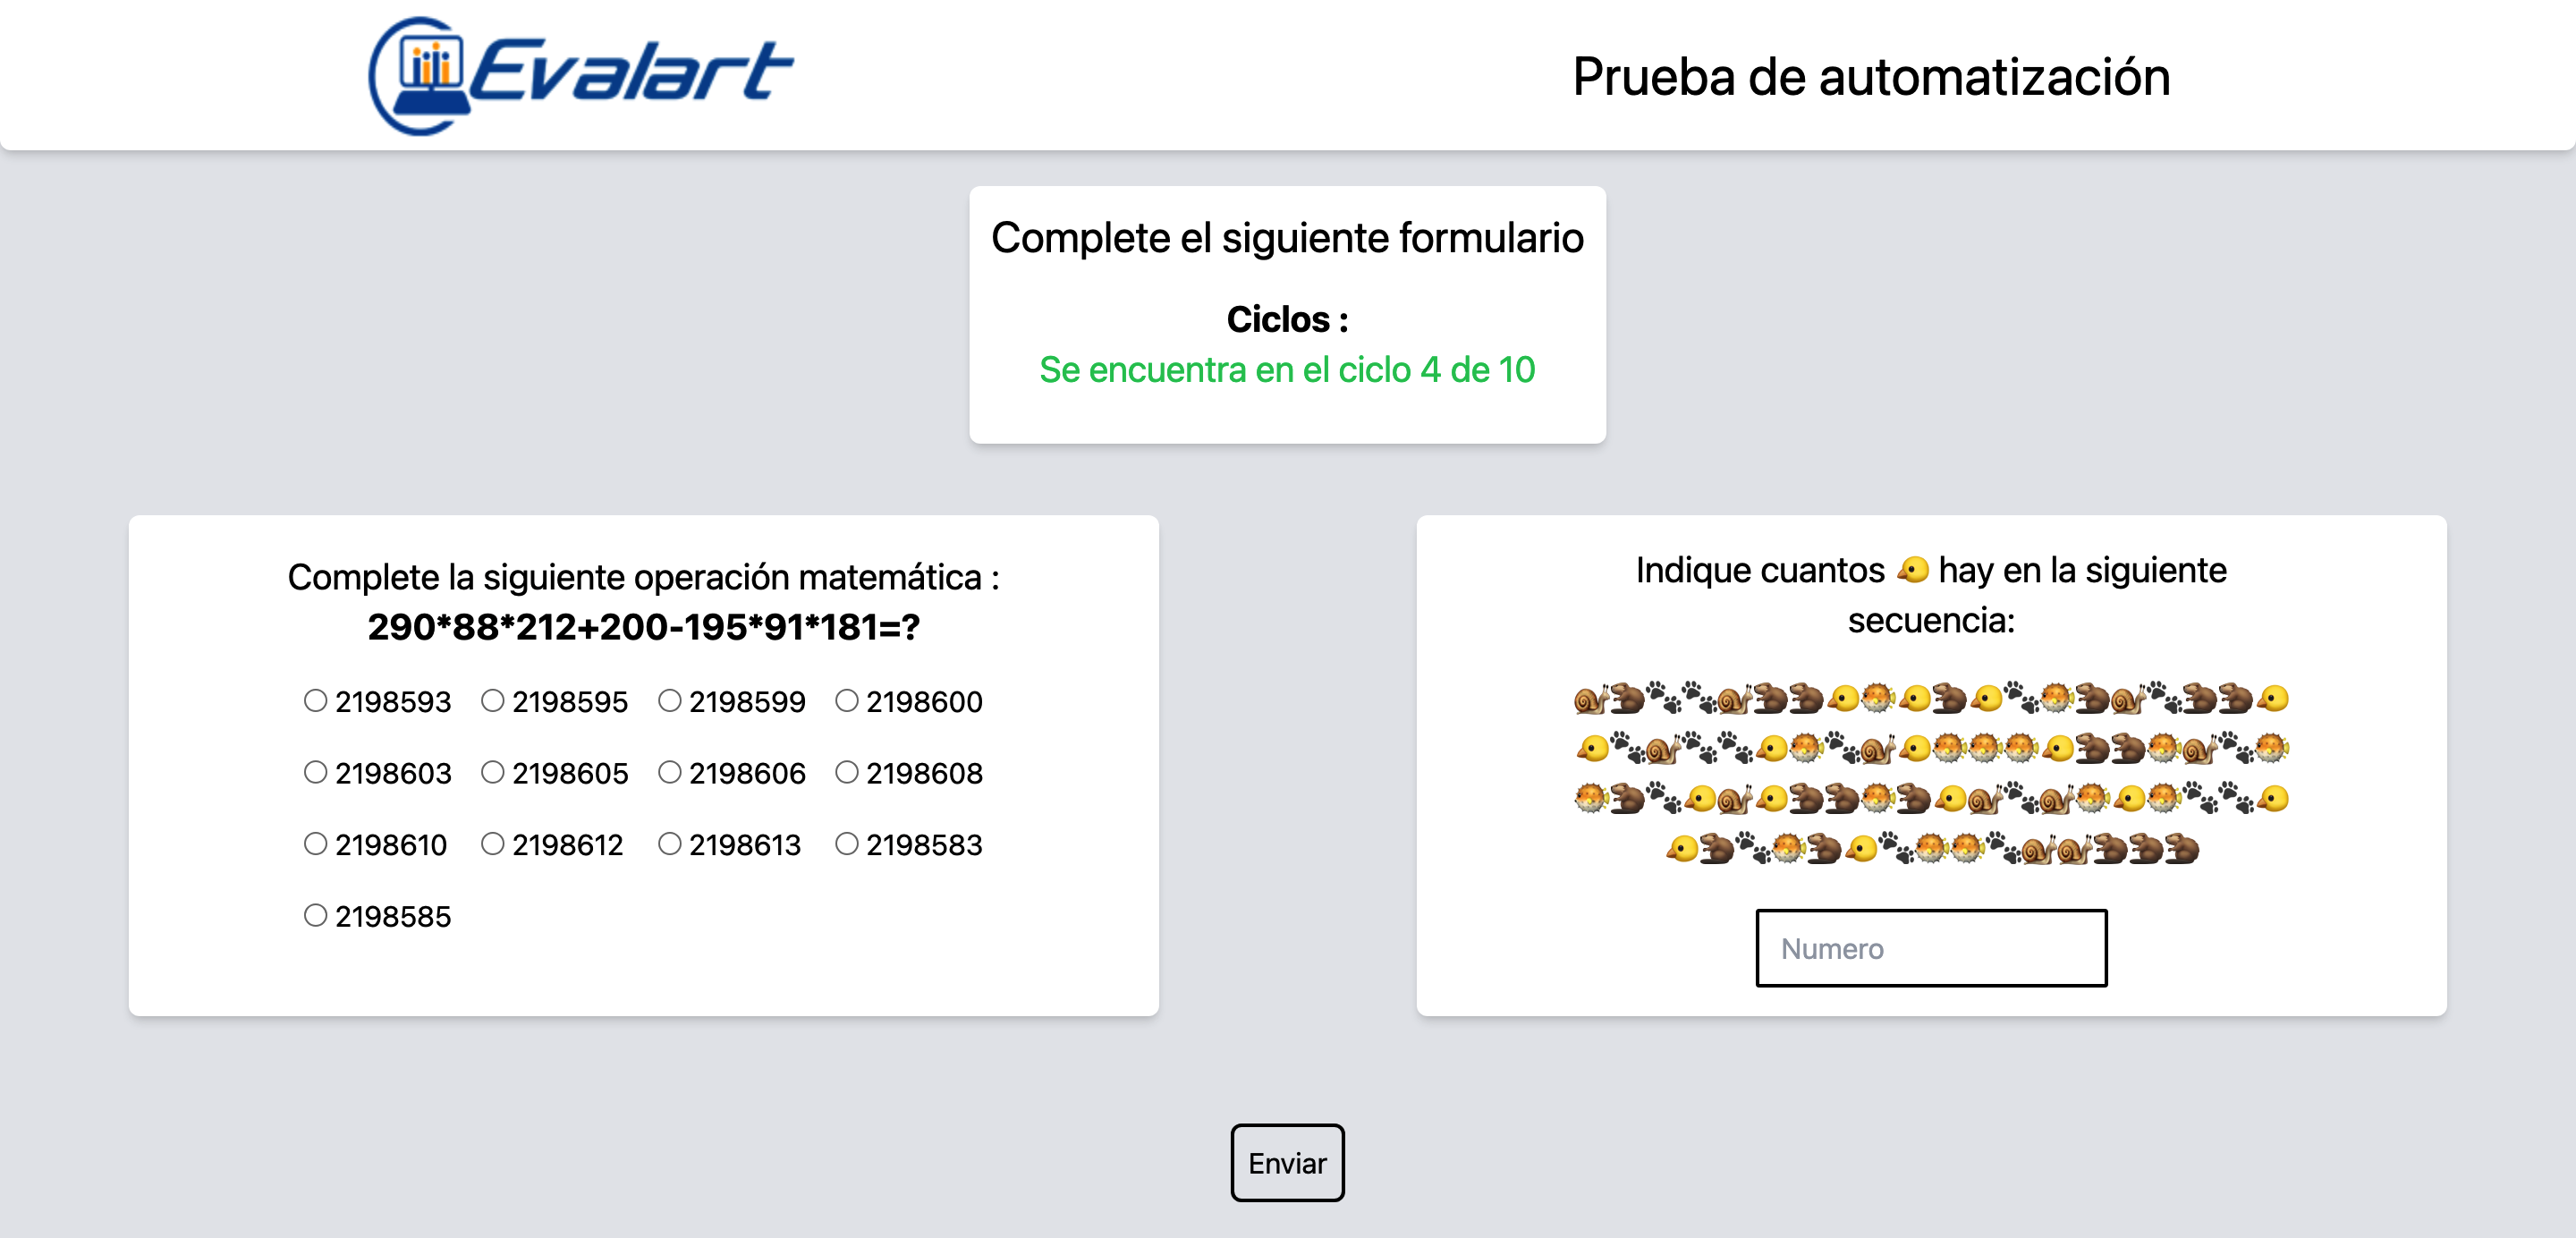 Evalart
Prueba de automatización
Complete el siguiente formulario
Ciclos :
Se encuentra en el ciclo 4 de 10
Complete la siguiente operación matemática :
290*88*212+200-195*91*181=?
2198593 2198595 2198599 2198600
2198603 2198605 2198606 2198608
2198610 2198612 2198613 2198583
2198585
Indique cuantos 🐤 hay en la siguiente
secuencia:
Numero
Enviar